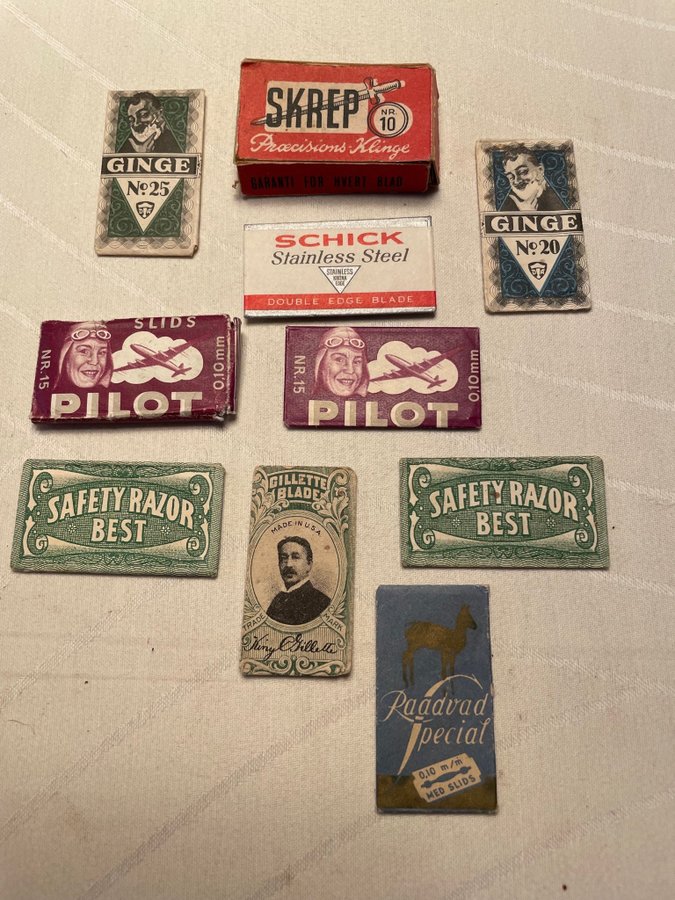 GINGE
No25
SKREP
NR.
10
Præcisions-Klinge
GARANTI FOR HVERT BLAD
GINGE
No20
SCHICK
Stainless Steel
STAINLESS
KRONA
EDGE
DOUBLE EDGE BLADE
SLIDS
NR.15
0,10mm
PILOT
NR.15
0,10mm
PILOT
SAFETY RAZOR
BEST
GILLETTE
BLADE
MADE IN U.S.A.
TRADE MARK
King C Gillette
SAFETY RAZOR
BEST
Raadvad
Special
0,10 m/m
MED SLIDS